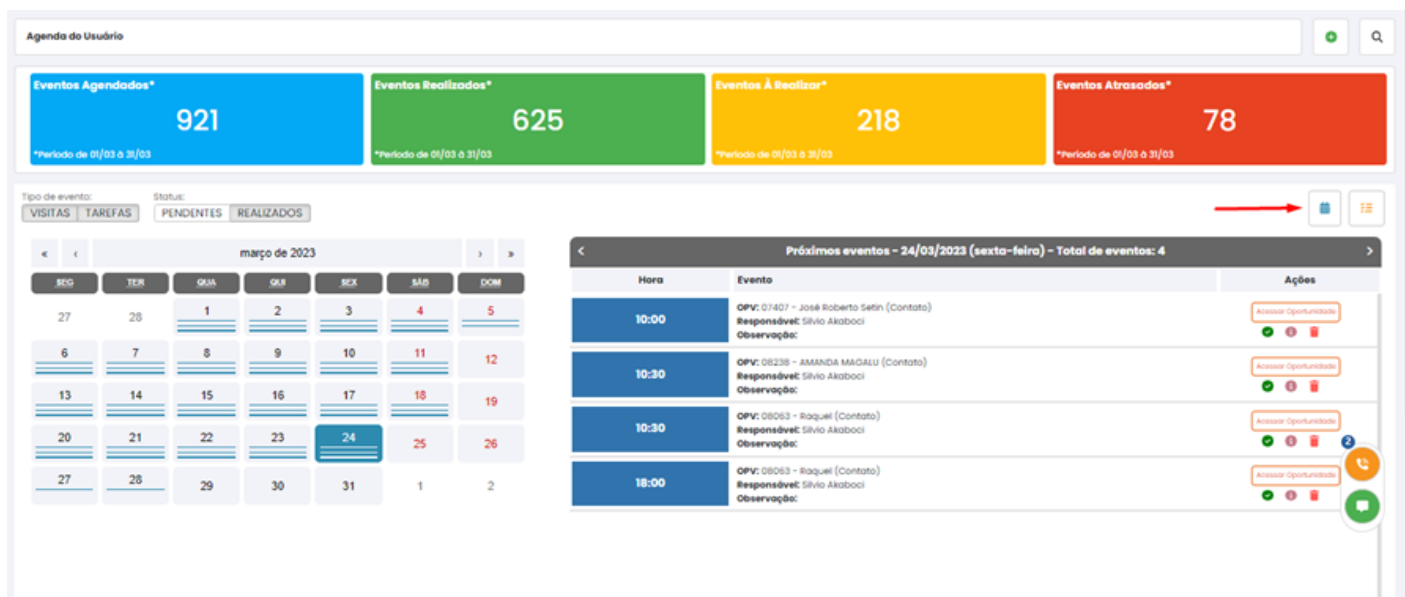 Agenda do Usuário
Eventos Agendados*
921
*Período de 01/03 à 31/03
Eventos Realizados*
625
*Período de 01/03 à 31/03
Eventos À Realizar*
218
*Período de 01/03 à 31/03
Eventos Atrasados*
78
*Período de 01/03 à 31/03
Tipo de evento:
VISITAS TAREFAS
Status:
PENDENTES REALIZADOS
« ‹ março de 2023 › »
SEG TER QUA QUI SEX SÁB DOM
27 28 1 2 3 4 5
6 7 8 9 10 11 12
13 14 15 16 17 18 19
20 21 22 23 24 25 26
27 28 29 30 31 1 2
< Próximos eventos - 24/03/2023 (sexta-feira) - Total de eventos: 4 >
Hora Evento Ações
10:00
OPV: 07407 - José Roberto Setin (Contato)
Responsável: Silvio Akaboci
Observação:
Acessar Oportunidade
10:30
OPV: 08238 - AMANDA MAGALU (Contato)
Responsável: Silvio Akaboci
Observação:
Acessar Oportunidade
10:30
OPV: 08063 - Raquel (Contato)
Responsável: Silvio Akaboci
Observação:
Acessar Oportunidade
18:00
OPV: 08063 - Raquel (Contato)
Responsável: Silvio Akaboci
Observação:
Acessar Oportunidade
2